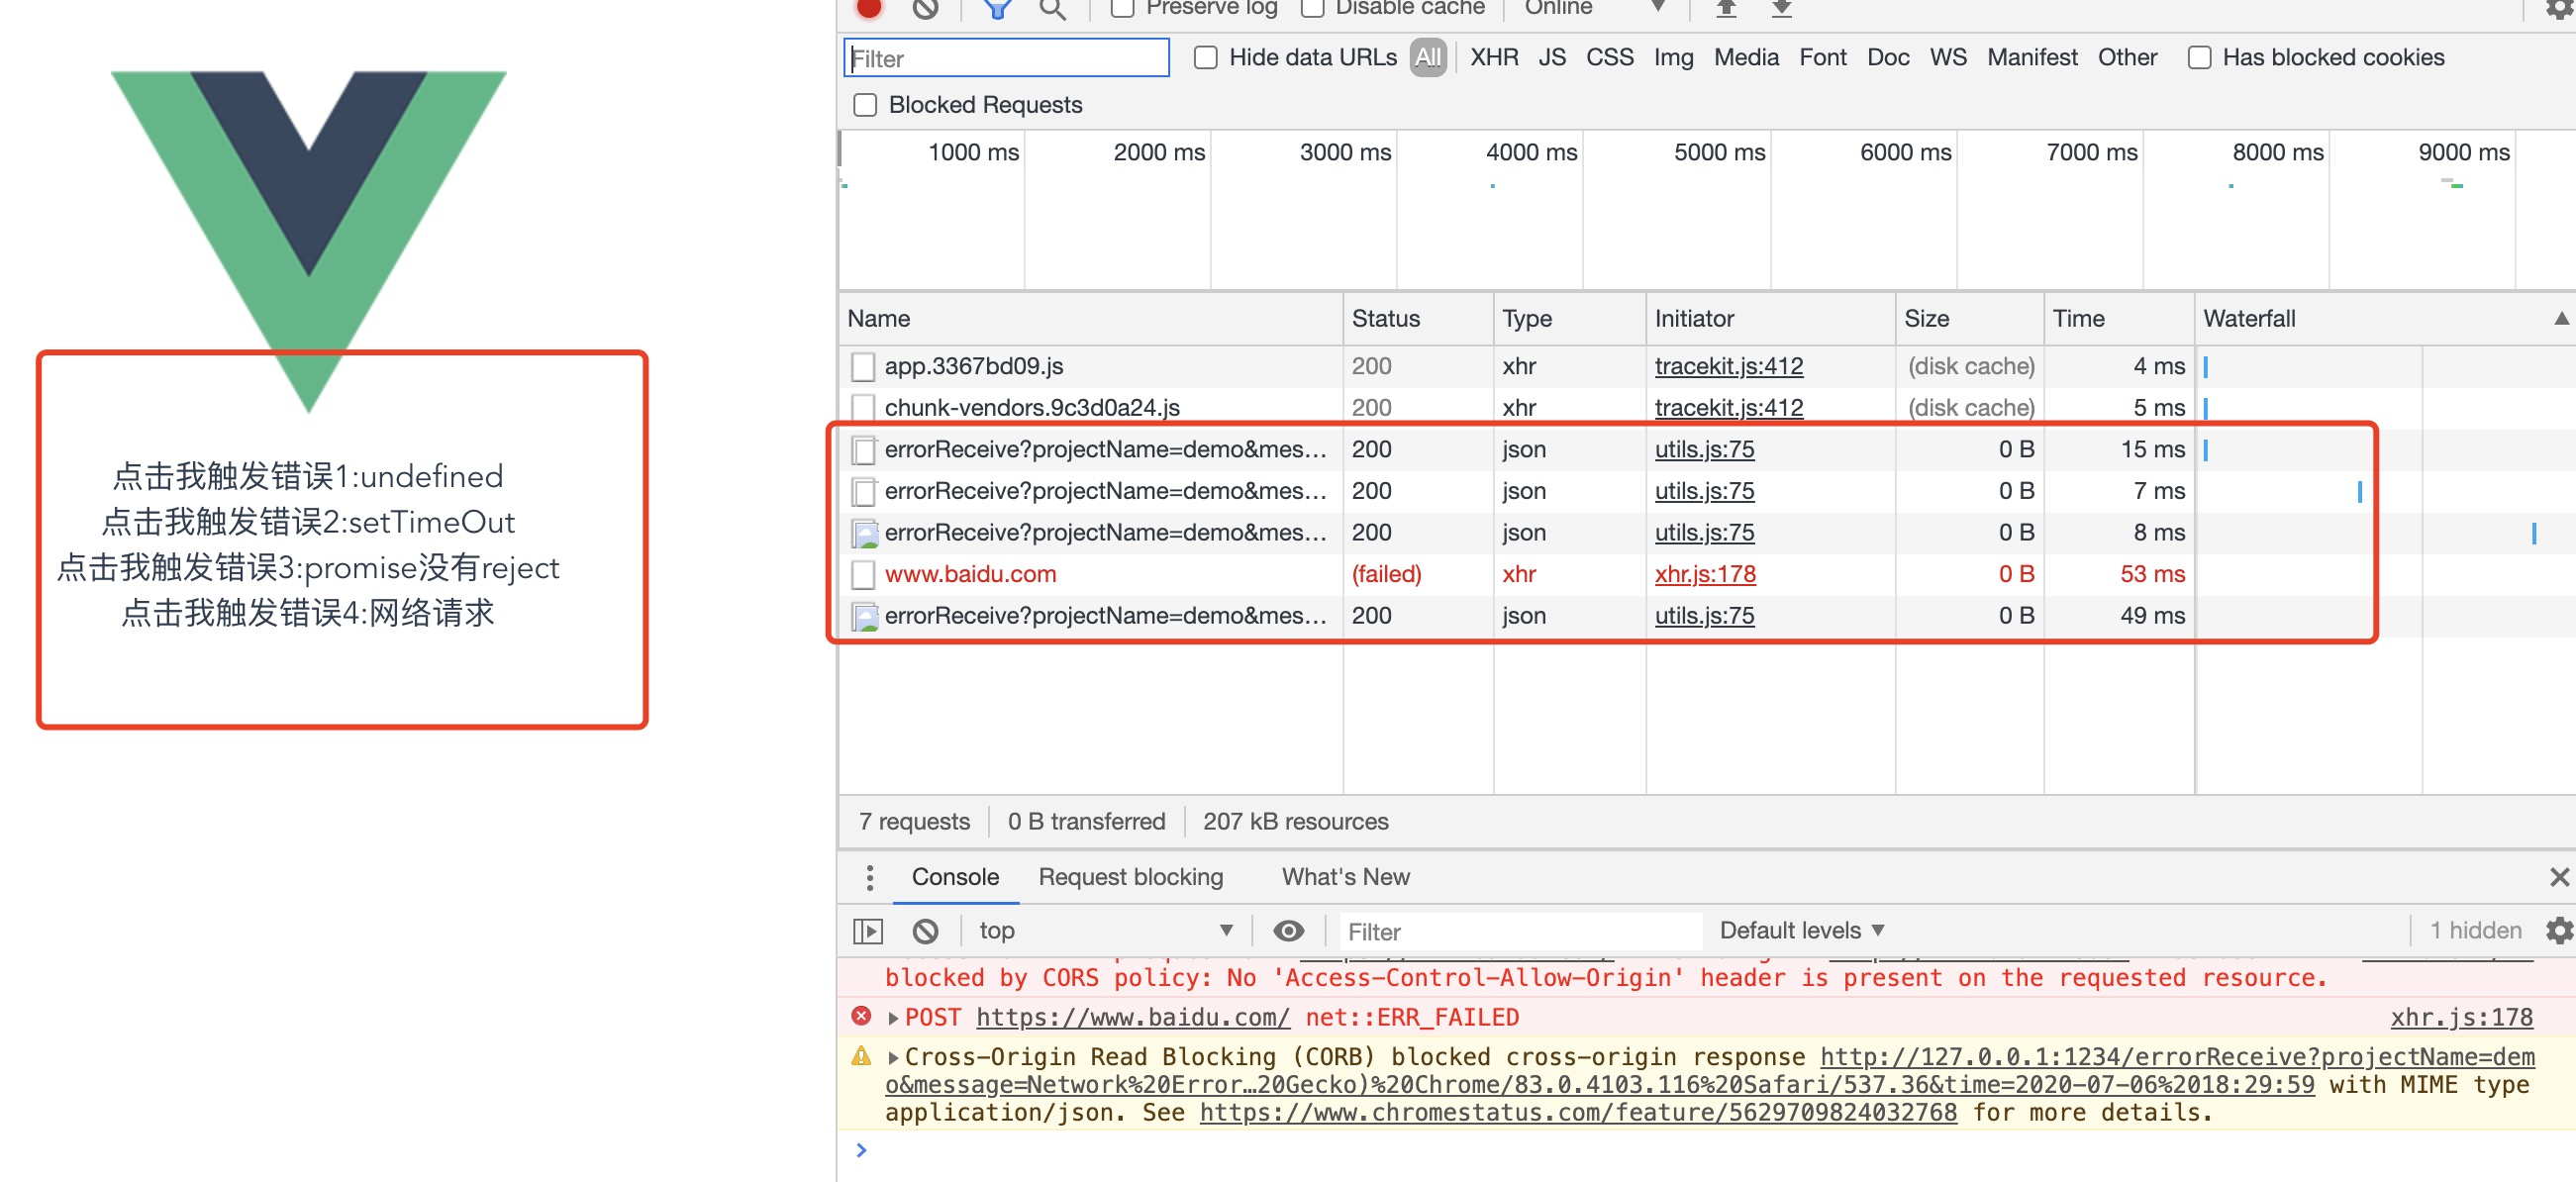 点击我触发错误1:undefined
点击我触发错误2:setTimeOut
点击我触发错误3:promise没有reject
点击我触发错误4:网络请求
Preserve log Disable cache Online
Filter Hide data URLs All XHR JS CSS Img Media Font Doc WS Manifest Other Has blocked cookies
Blocked Requests
1000 ms 2000 ms 3000 ms 4000 ms 5000 ms 6000 ms 7000 ms 8000 ms 9000 ms
Name Status Type Initiator Size Time Waterfall
app.3367bd09.js 200 xhr tracekit.js:412 (disk cache) 4 ms
chunk-vendors.9c3d0a24.js 200 xhr tracekit.js:412 (disk cache) 5 ms
errorReceive?projectName=demo&mes... 200 json utils.js:75 0 B 15 ms
errorReceive?projectName=demo&mes... 200 json utils.js:75 0 B 7 ms
errorReceive?projectName=demo&mes... 200 json utils.js:75 0 B 8 ms
www.baidu.com (failed) xhr xhr.js:178 0 B 53 ms
errorReceive?projectName=demo&mes... 200 json utils.js:75 0 B 49 ms
7 requests 0 B transferred 207 kB resources
Console Request blocking What's New
top Filter Default levels 1 hidden
blocked by CORS policy: No 'Access-Control-Allow-Origin' header is present on the requested resource.
POST https://www.baidu.com/ net::ERR_FAILED xhr.js:178
Cross-Origin Read Blocking (CORB) blocked cross-origin response http://127.0.0.1:1234/errorReceive?projectName=dem
o&message=Network%20Error…20Gecko)%20Chrome/83.0.4103.116%20Safari/537.36&time=2020-07-06%2018:29:59 with MIME type
application/json. See https://www.chromestatus.com/feature/5629709824032768 for more details.